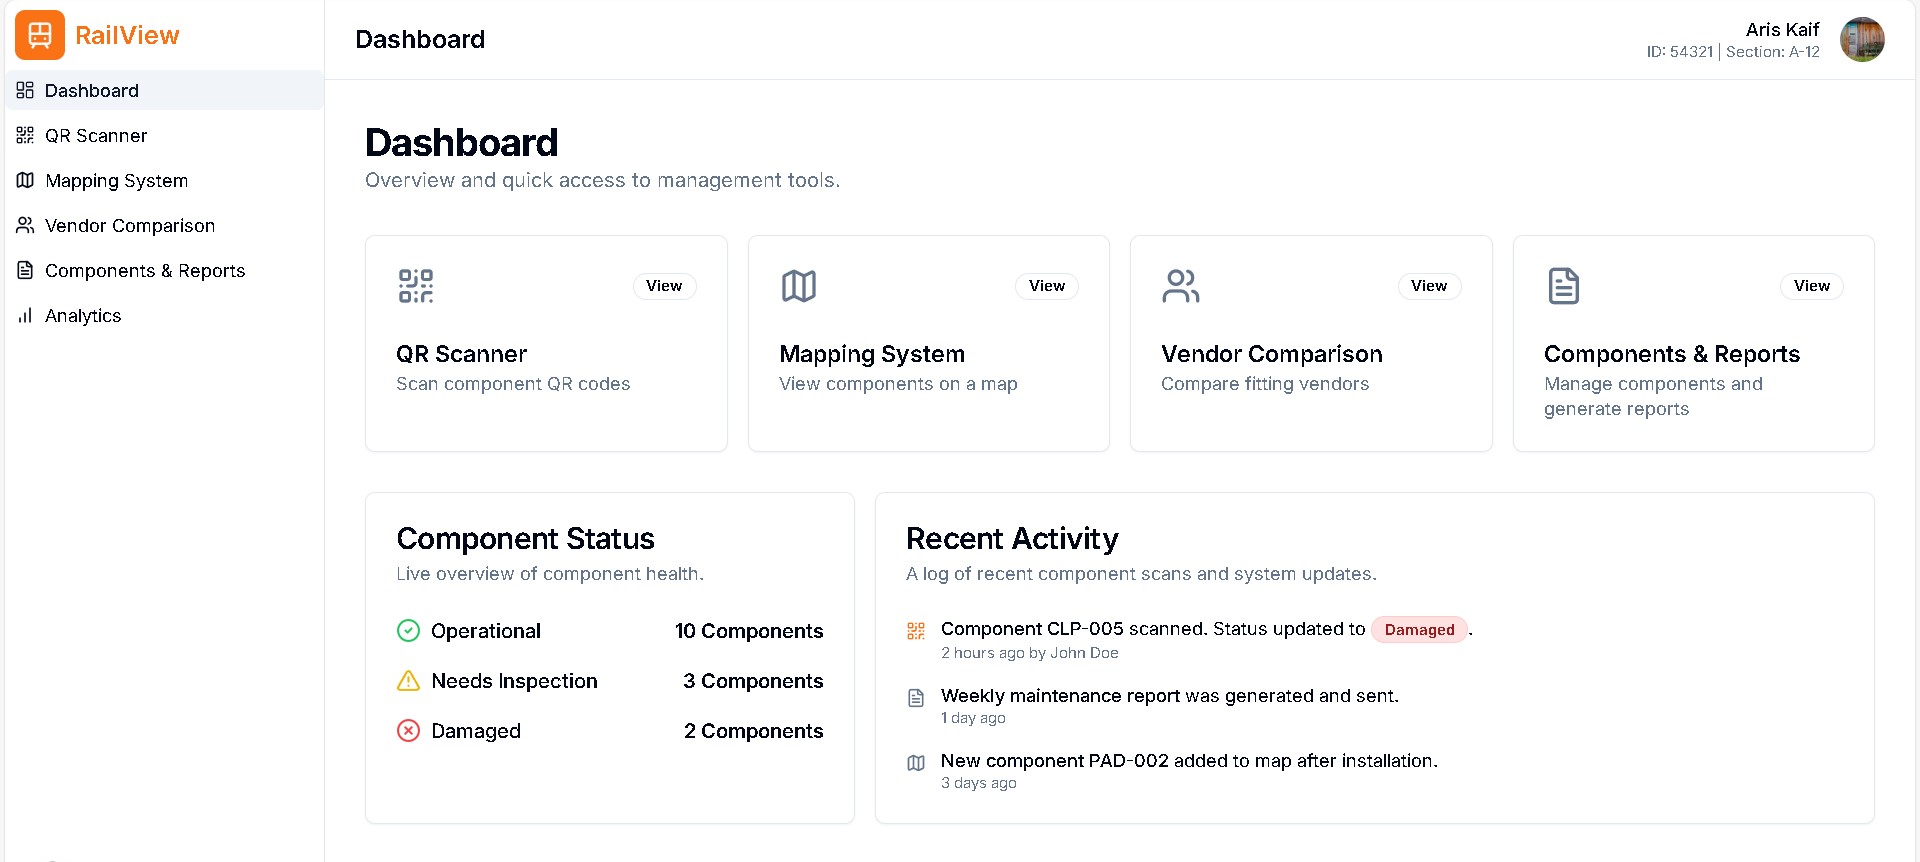 RailView
Dashboard
QR Scanner
Mapping System
Vendor Comparison
Components & Reports
Analytics
Dashboard
Aris Kaif
ID: 54321 | Section: A-12
Dashboard
Overview and quick access to management tools.
View
QR Scanner
Scan component QR codes
View
Mapping System
View components on a map
View
Vendor Comparison
Compare fitting vendors
View
Components & Reports
Manage components and
generate reports
Component Status
Live overview of component health.
Operational 10 Components
Needs Inspection 3 Components
Damaged 2 Components
Recent Activity
A log of recent component scans and system updates.
Component CLP-005 scanned. Status updated to Damaged.
2 hours ago by John Doe
Weekly maintenance report was generated and sent.
1 day ago
New component PAD-002 added to map after installation.
3 days ago